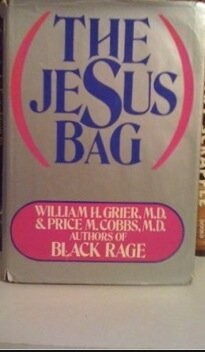 (THE
JESUS
BAG)
WILLIAM H. GRIER, M.D.
& PRICE M. COBBS, M.D.
AUTHORS OF
BLACK RAGE